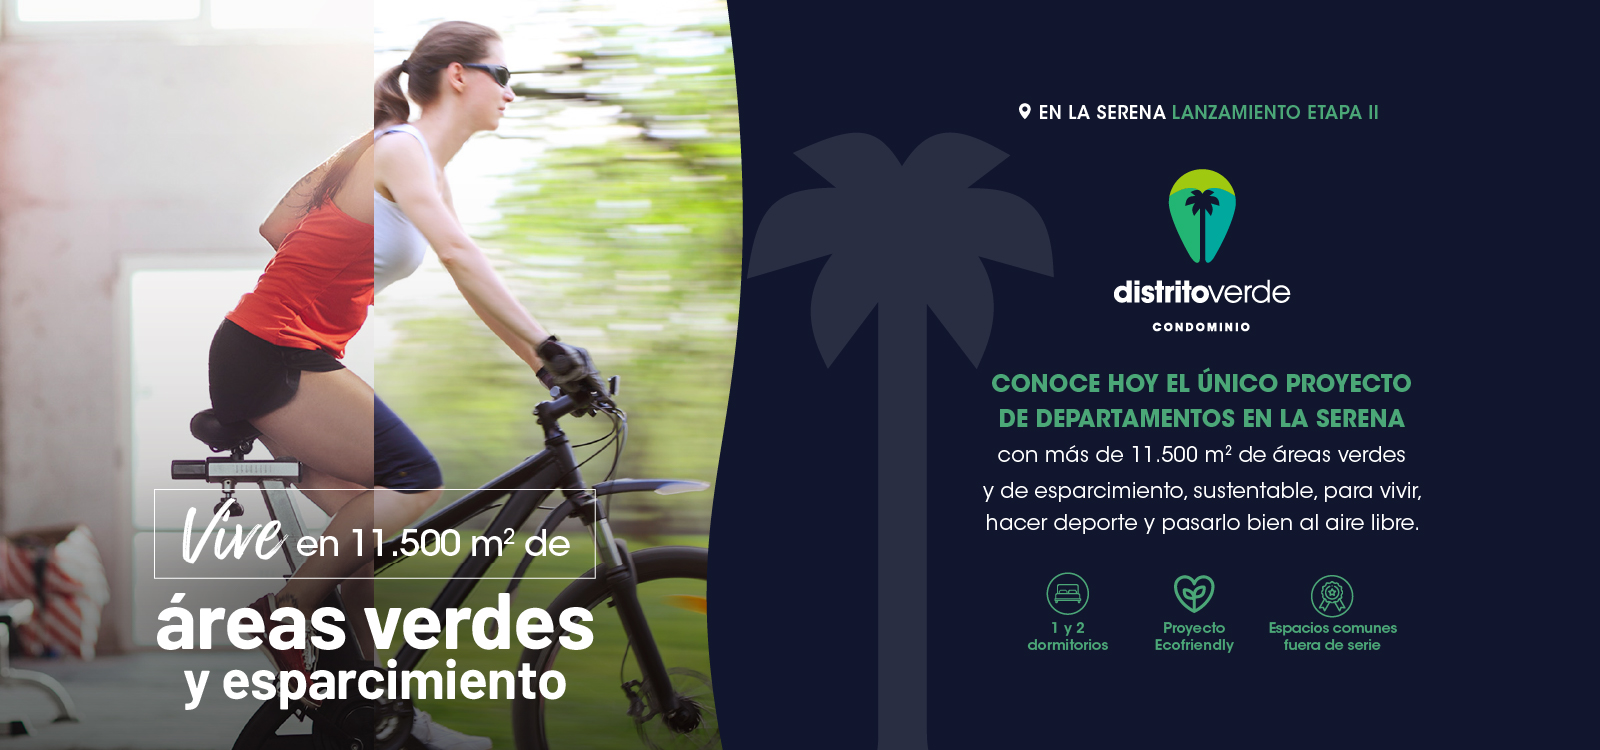 Vive en 11.500 m² de
áreas verdes
y esparcimiento
EN LA SERENA LANZAMIENTO ETAPA II
distritoverde
CONDOMINIO
CONOCE HOY EL ÚNICO PROYECTO
DE DEPARTAMENTOS EN LA SERENA
con más de 11.500 m² de áreas verdes
y de esparcimiento, sustentable, para vivir,
hacer deporte y pasarlo bien al aire libre.
1 y 2
dormitorios
Proyecto
Ecofriendly
Espacios comunes
fuera de serie